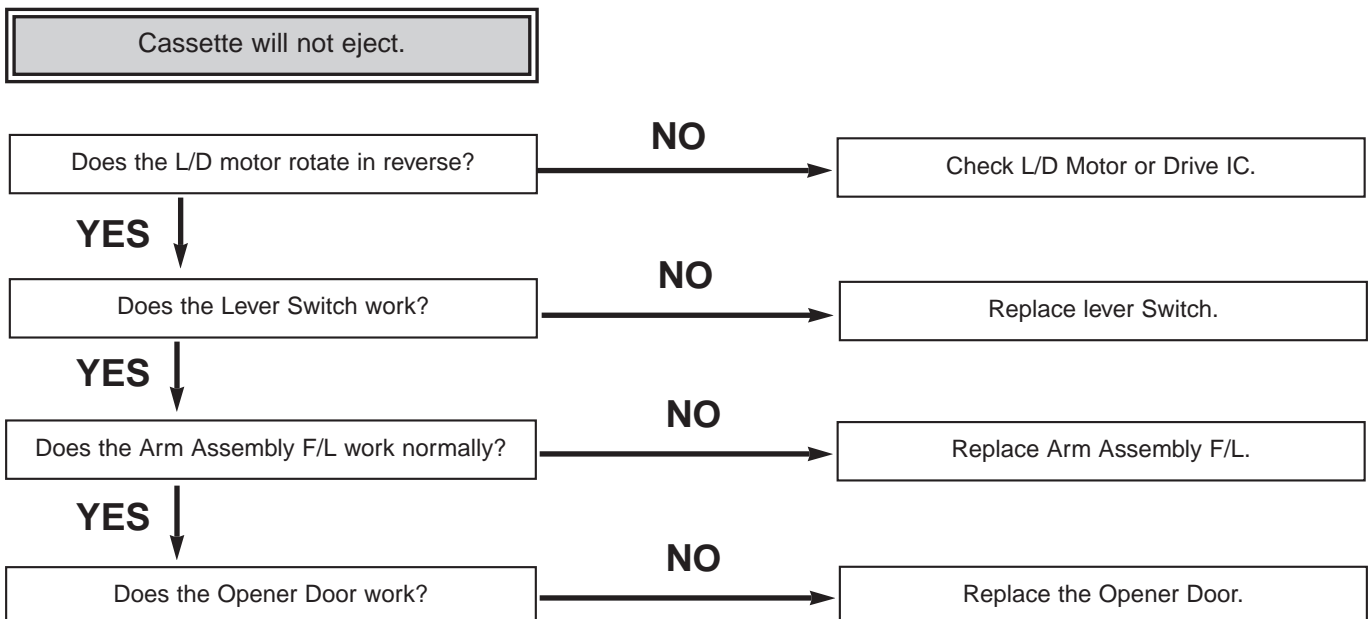 Cassette will not eject.
NO
Does the L/D motor rotate in reverse?
Check L/D Motor or Drive IC.
YES
NO
Does the Lever Switch work?
Replace lever Switch.
YES
NO
Does the Arm Assembly F/L work normally?
Replace Arm Assembly F/L.
YES
NO
Does the Opener Door work?
Replace the Opener Door.